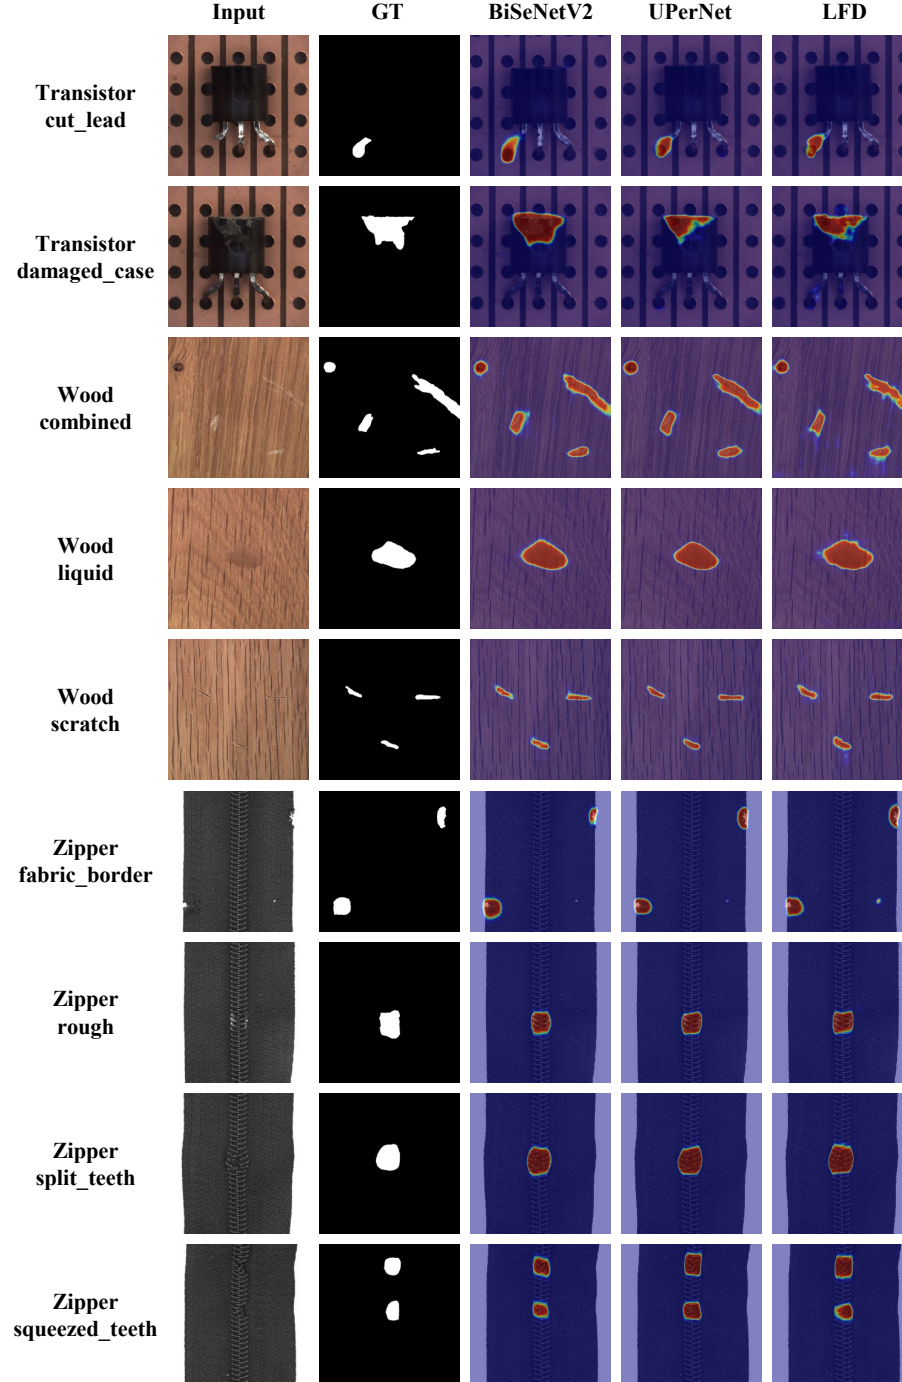 Input GT BiSeNetV2 UPerNet LFD
Transistor
cut_lead
Transistor
damaged_case
Wood
combined
Wood
liquid
Wood
scratch
Zipper
fabric_border
Zipper
rough
Zipper
split_teeth
Zipper
squeezed_teeth